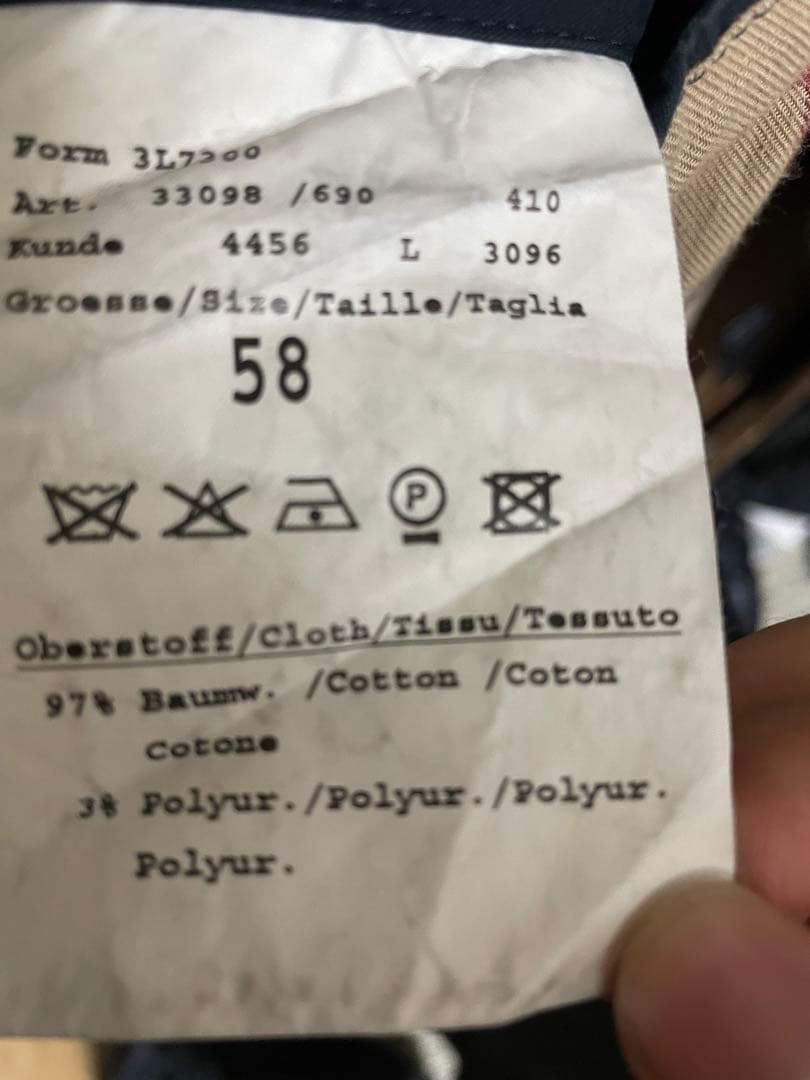 Form
Art. 33098 /690 410
Kunde 4456 L 3096
Groesse/Size/Taille/Taglia
58
P
Oberstoff/Cloth/Tissu/Tessuto
97% Baumw. /Cotton /Coton
Cotone
3% Polyur./Polyur./Polyur.
Polyur.